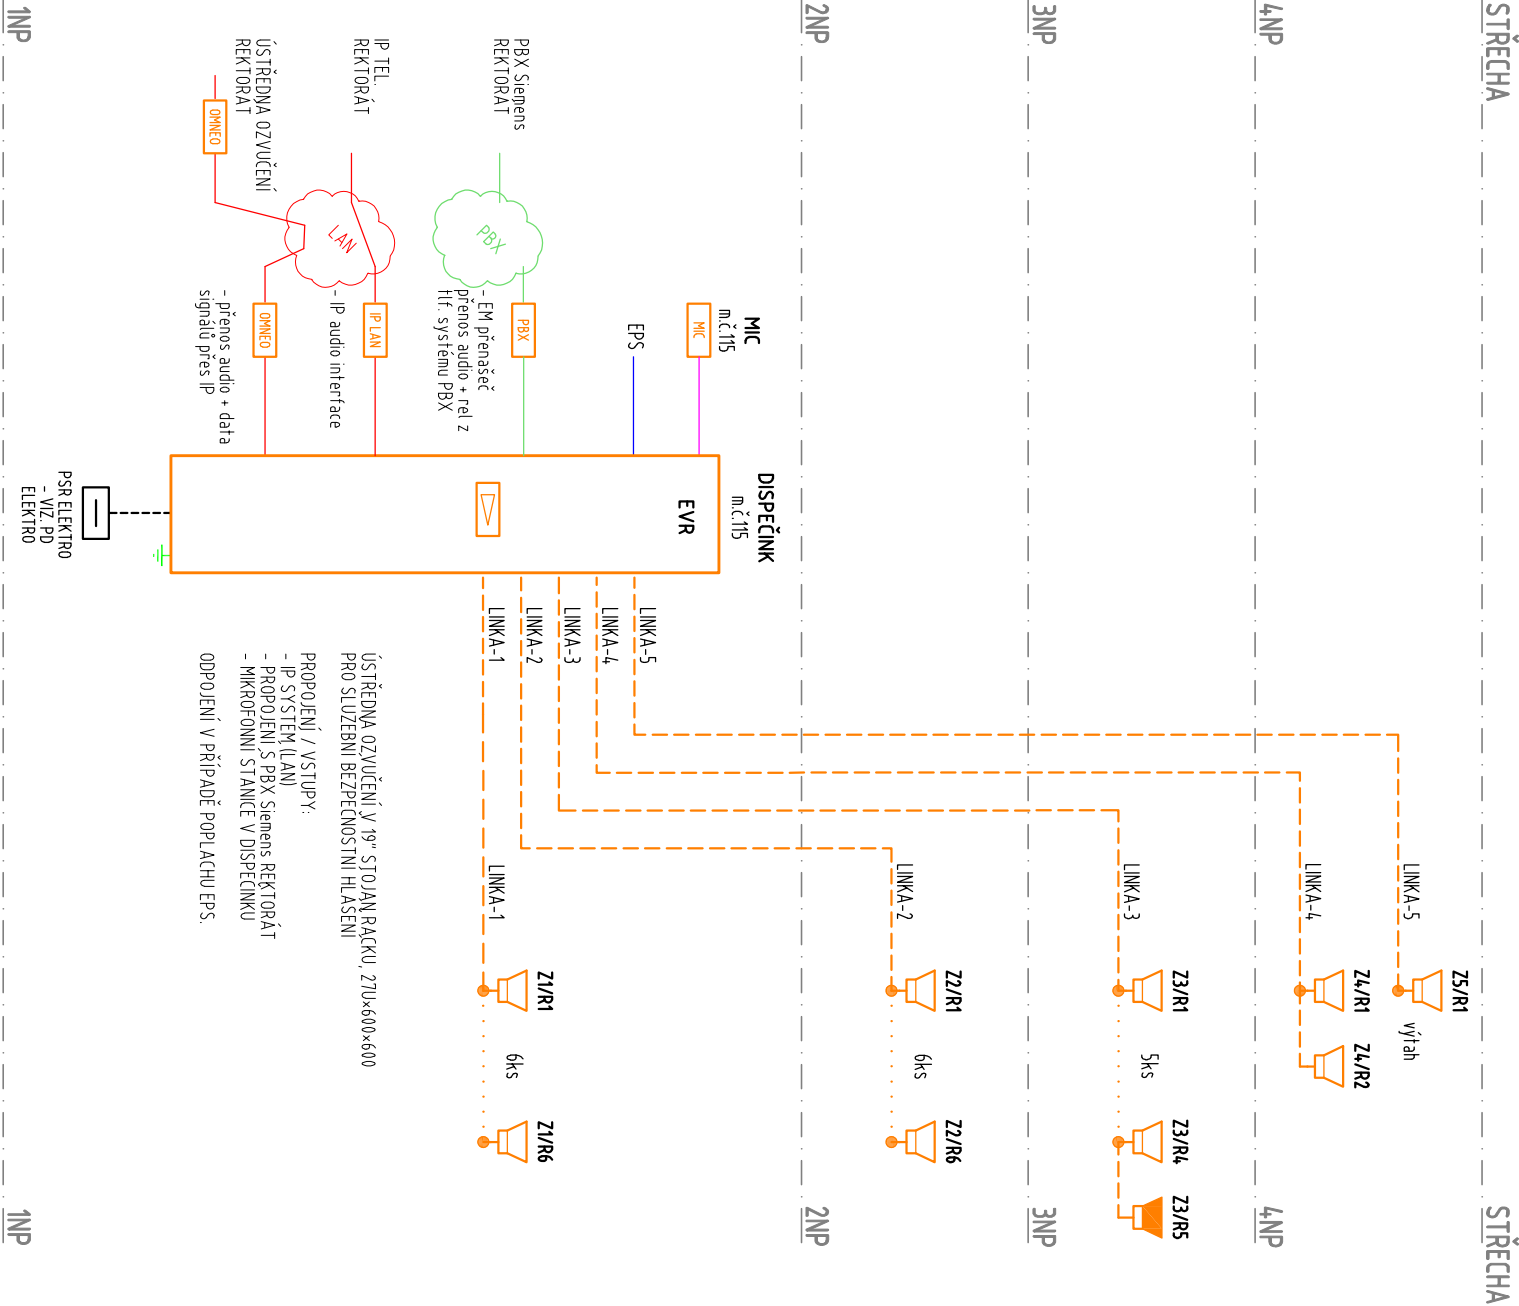 STŘECHA
STŘECHA
4NP
4NP
3NP
3NP
2NP
2NP
1NP
1NP
Z5/R1
výtah
LINKA-5
Z4/R1
Z4/R2
LINKA-4
Z3/R1
5ks
Z3/R4
Z3/R5
LINKA-3
Z2/R1
6ks
Z2/R6
LINKA-2
Z1/R1
6ks
Z1/R6
LINKA-1
DISPEČINK
m.č.115
EVR
MIC
m.č.115
MIC
EPS
LINKA-5
LINKA-4
LINKA-3
LINKA-2
LINKA-1
PBX Siemens
REKTORÁT
PBX
PBX
- EM přenašeč
přenos audio + rel z
tlf. systému PBX
IP TEL.
REKTORÁT
LAN
IP LAN
- IP audio interface
ÚSTŘEDNA OZVUČENÍ
REKTORÁT
OMNEO
OMNEO
- přenos audio + data
signálů přes IP
PSR ELEKTRO
- VIZ. PD
ELEKTRO
ÚSTŘEDNA OZVUČENÍ V 19" STOJAN RACKU, 27Ux600x600
PRO SLUŽEBNÍ BEZPEČNOSTNÍ HLÁŠENÍ
PROPOJENÍ / VSTUPY:
- IP SYSTÉM (LAN)
- PROPOJENÍ S PBX Siemens REKTORÁT
- MIKROFONNÍ STANICE V DISPEČINKU
ODPOJENÍ V PŘÍPADĚ POPLACHU EPS.